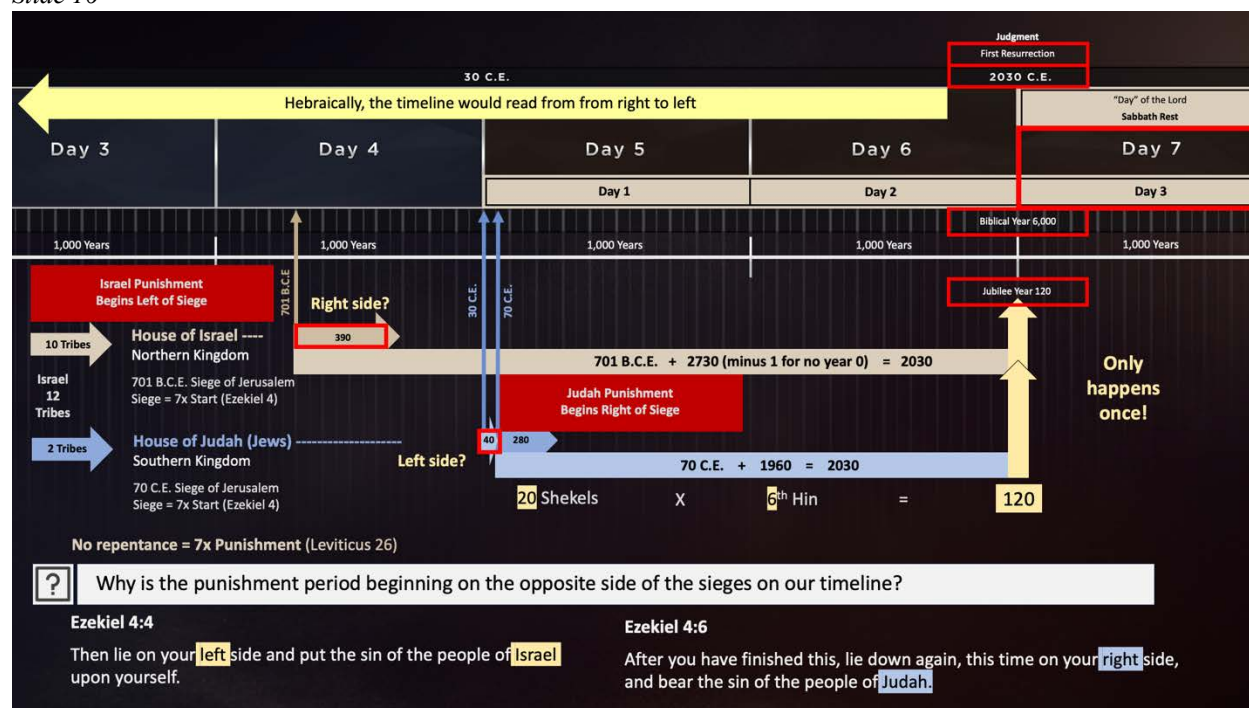 Slide 10
Judgment
First Resurrection
30 C.E.
2030 C.E.
Hebraically, the timeline would read from from right to left
"Day" of the Lord
Sabbath Rest
Day 3
Day 4
Day 5
Day 6
Day 7
Day 1
Day 2
Day 3
Biblical Year 6,000
1,000 Years
1,000 Years
1,000 Years
1,000 Years
1,000 Years
Israel Punishment
Begins Left of Siege
701 B.C.E
Right side?
30 C.E.
70 C.E.
Jubilee Year 120
10 Tribes
House of Israel ----
Northern Kingdom
390
701 B.C.E. + 2730 (minus 1 for no year 0) = 2030
701 B.C.E. Siege of Jerusalem
Siege = 7x Start (Ezekiel 4)
Israel
12
Tribes
Judah Punishment
Begins Right of Siege
Only
happens
once!
2 Tribes
House of Judah (Jews) --------------------
Southern Kingdom
Left side?
40
280
70 C.E. + 1960 = 2030
70 C.E. Siege of Jerusalem
Siege = 7x Start (Ezekiel 4)
20 Shekels X 6th Hin = 120
No repentance = 7x Punishment (Leviticus 26)
? Why is the punishment period beginning on the opposite side of the sieges on our timeline?
Ezekiel 4:4
Then lie on your left side and put the sin of the people of Israel
upon yourself.
Ezekiel 4:6
After you have finished this, lie down again, this time on your right side,
and bear the sin of the people of Judah.